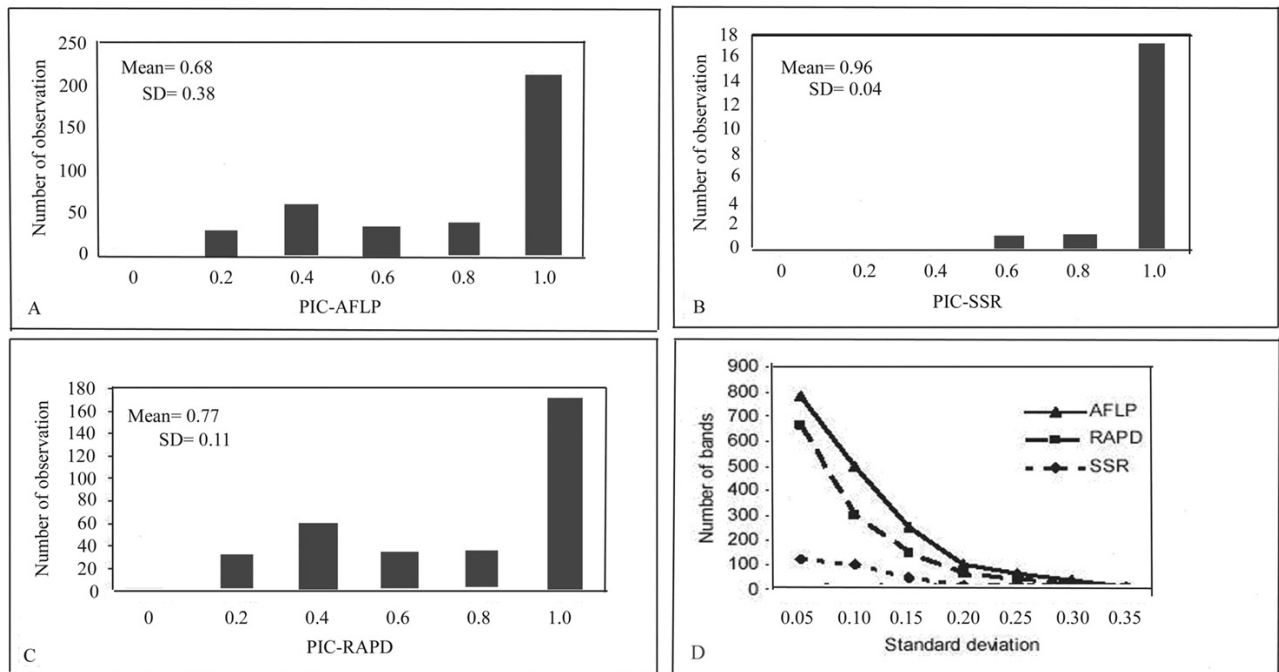 250
200
150
100
50
0
Number of observation
Mean= 0.68
SD= 0.38
0 0.2 0.4 0.6 0.8 1.0
PIC-AFLP
A
18
16
14
12
10
8
6
4
2
0
Number of observation
Mean= 0.96
SD= 0.04
0 0.2 0.4 0.6 0.8 1.0
PIC-SSR
B
180
160
140
120
100
80
60
40
20
0
Number of observation
Mean= 0.77
SD= 0.11
0 0.2 0.4 0.6 0.8 1.0
PIC-RAPD
C
900
800
700
600
500
400
300
200
100
0
Number of bands
AFLP
RAPD
SSR
0.05 0.10 0.15 0.20 0.25 0.30 0.35
Standard deviation
D